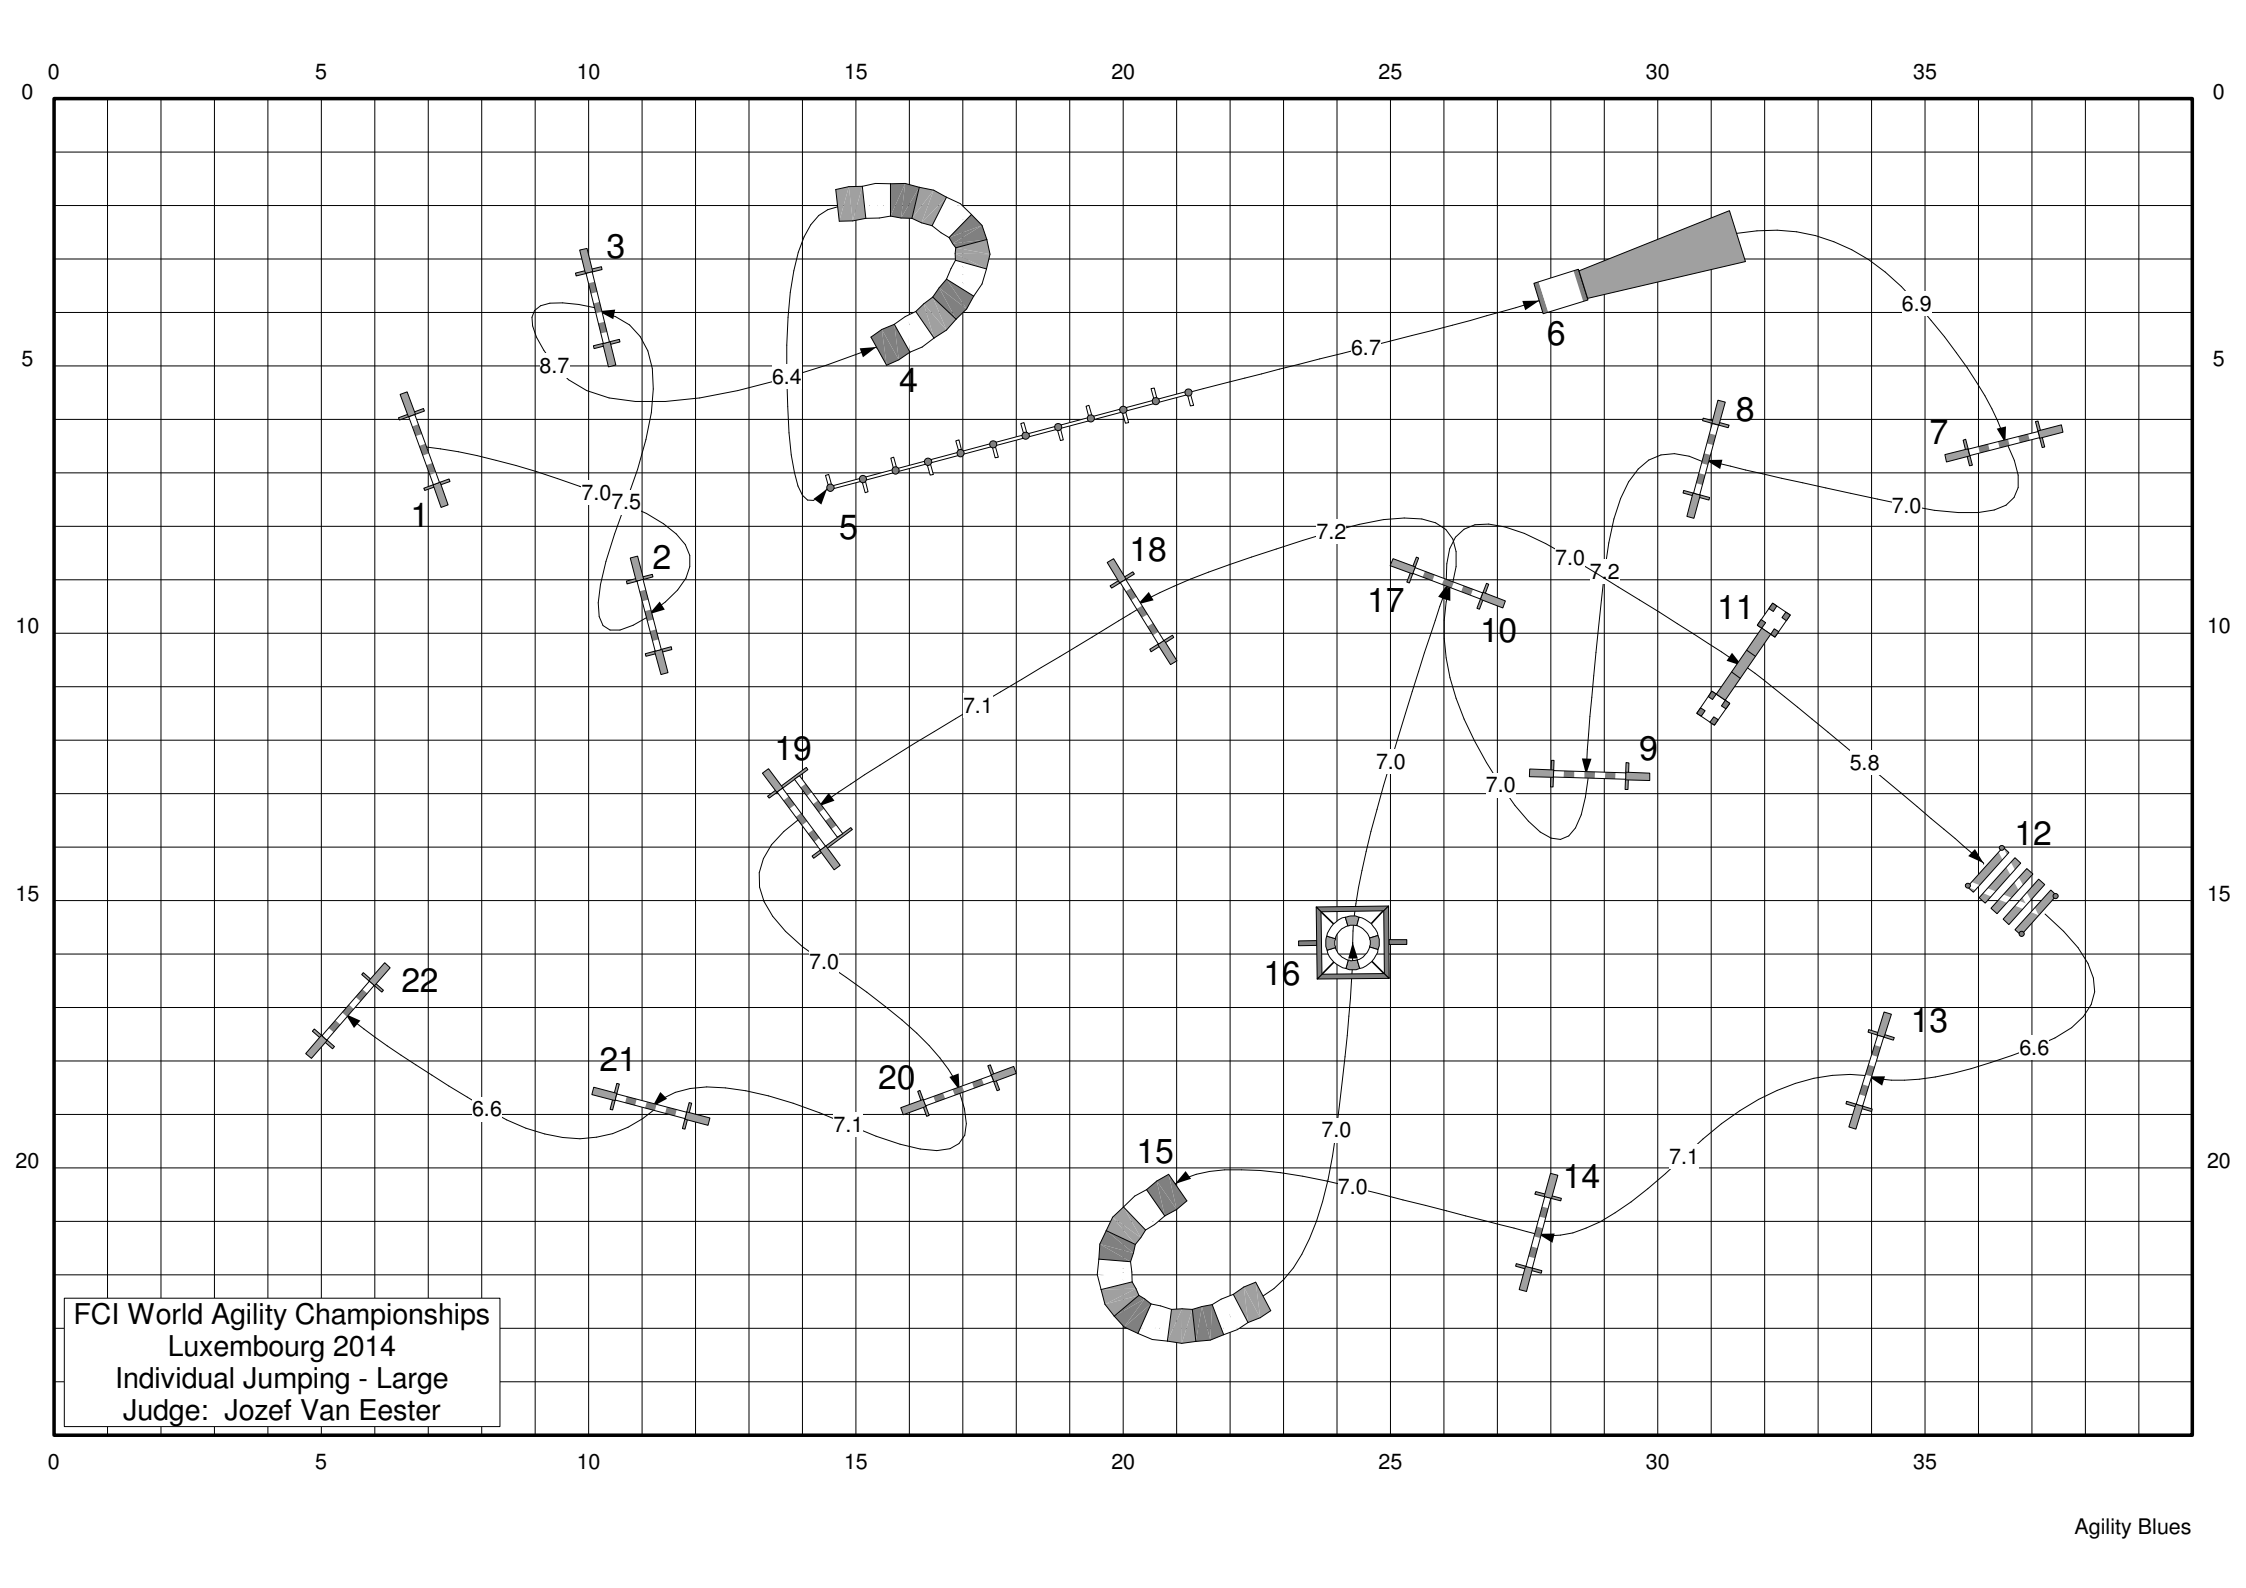 0 5 10 15 20 25 30 35
0 0
3
6.9
6
6.7
5 5
8.7 6.4 4
8
7
1 7.0 7.5 5 7.0
7.2
2 18 7.0 7.2
17 11
10 10 10
7.1
19 7.0 9 5.8
7.0
12
15 15
7.0
22 16
13
6.6
21 20
6.6 7.1 7.0
15 7.1
20 20
7.0 14
FCI World Agility Championships
Luxembourg 2014
Individual Jumping - Large
Judge: Jozef Van Eester
0 5 10 15 20 25 30 35
Agility Blues